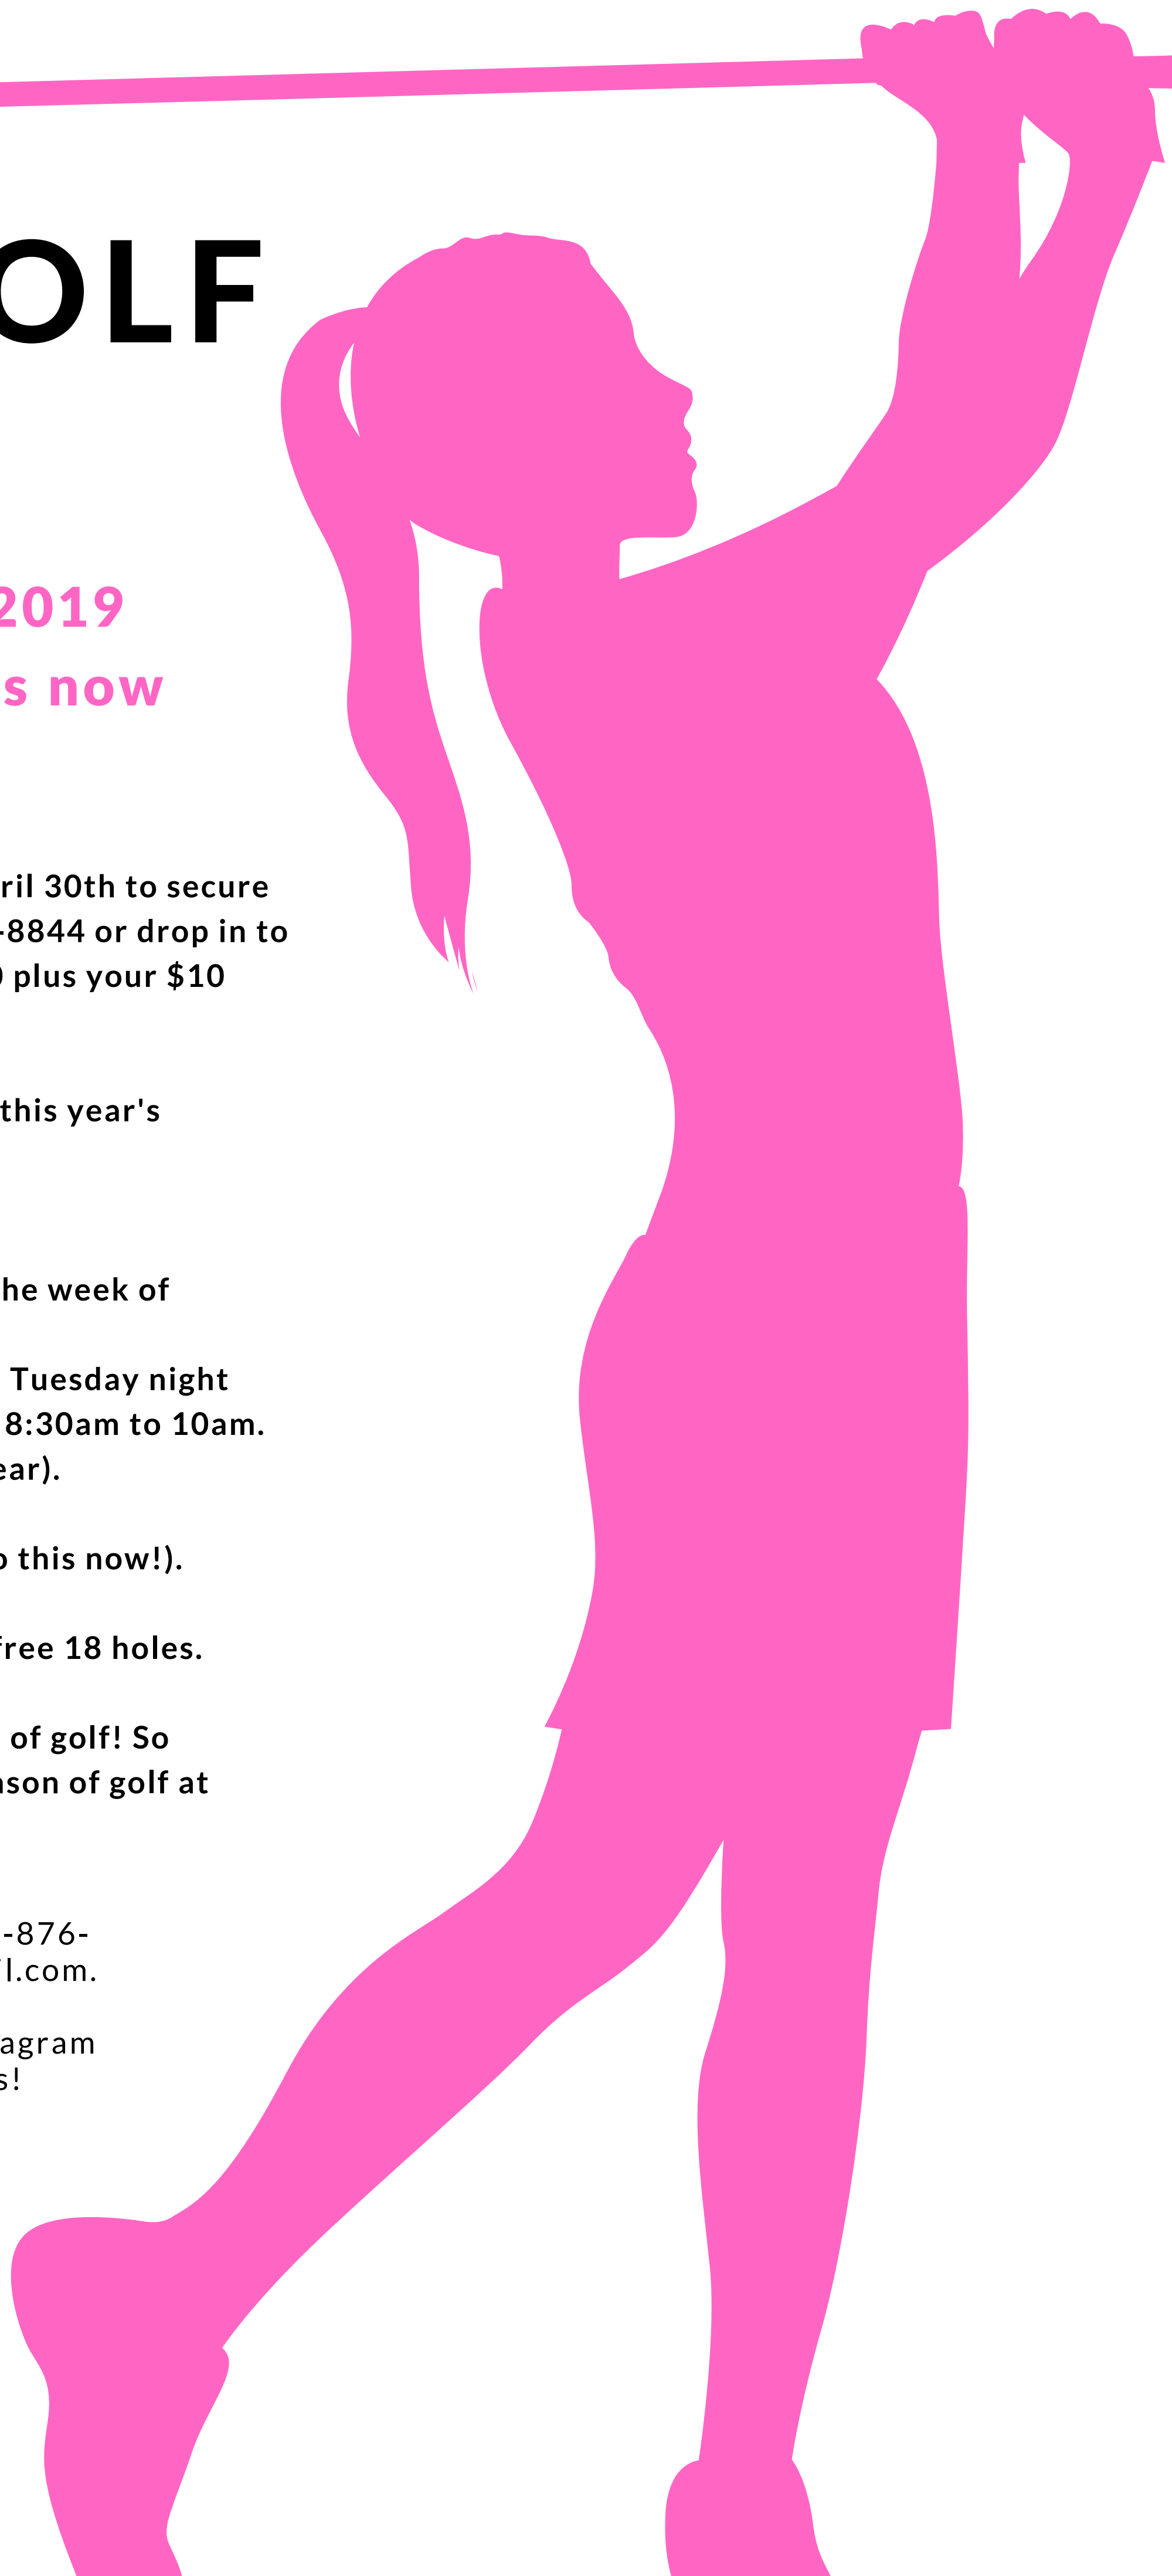 OLF
2019
s now
ril 30th to secure
-8844 or drop in to
plus your $10
this year's
he week of
Tuesday night
8:30am to 10am.
ear).
this now!).
free 18 holes.
of golf! So
ason of golf at
-876-
il.com.
agram
s!